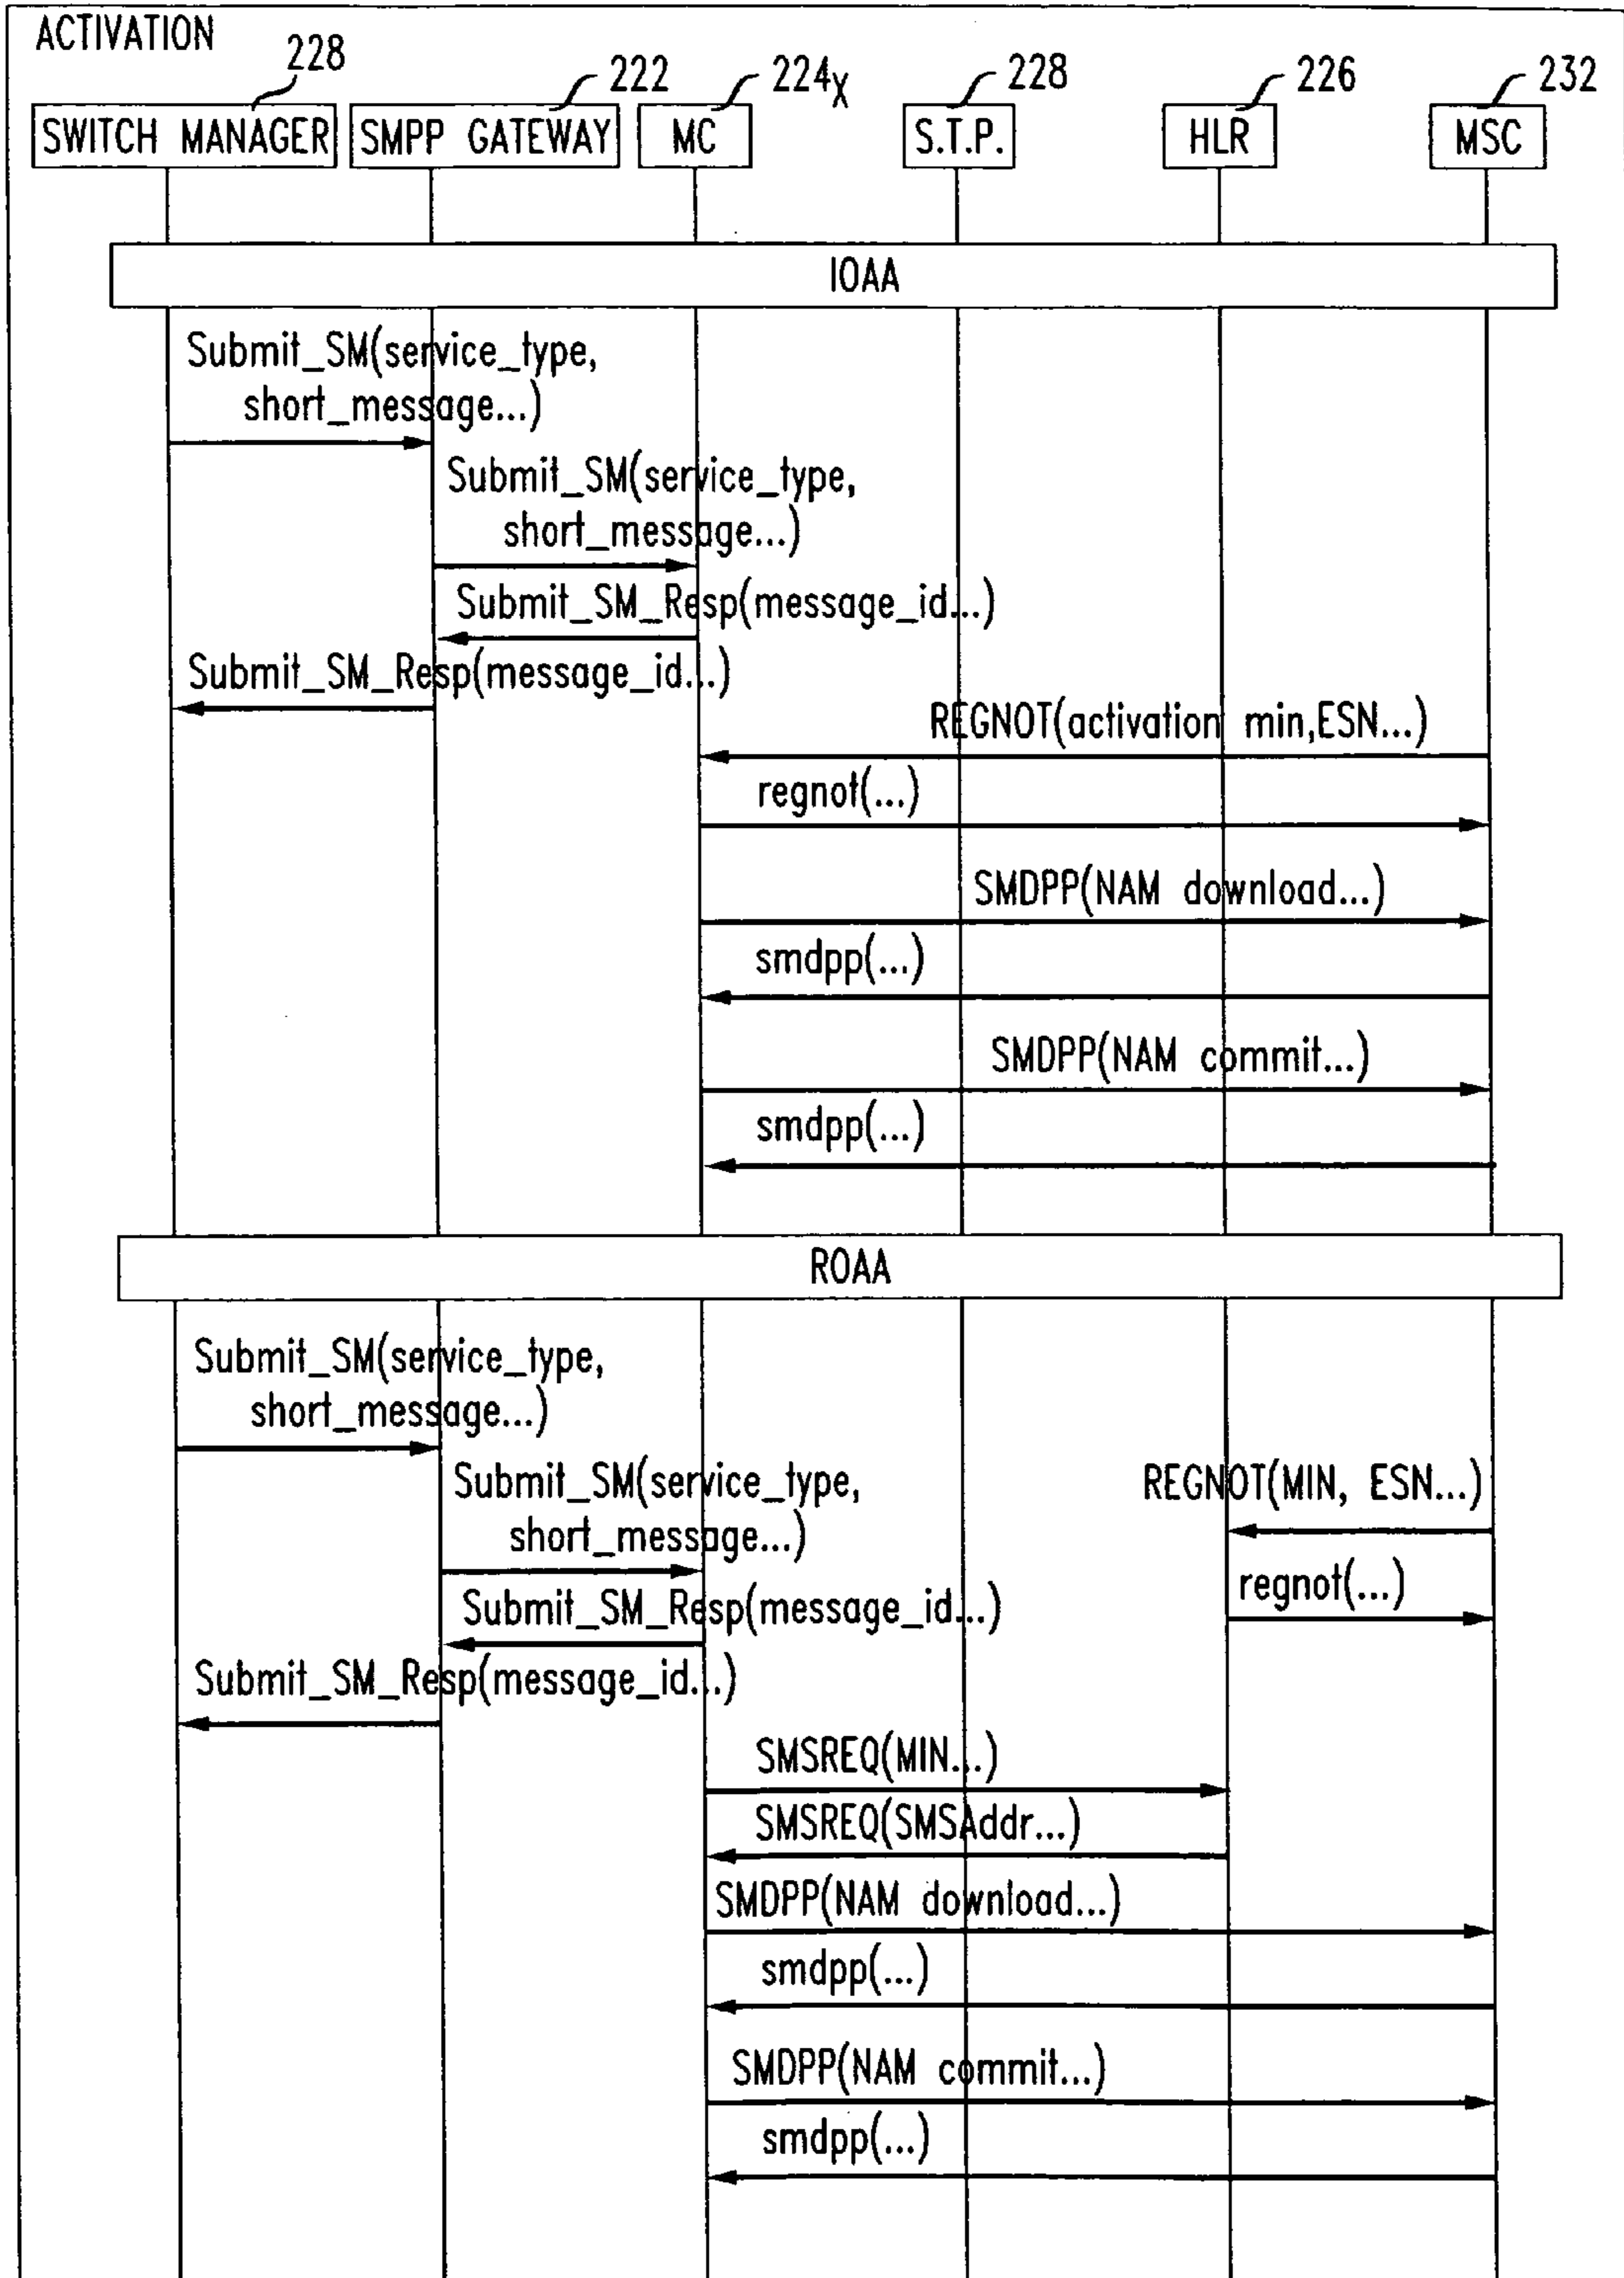 ACTIVATION
228
222
224X
228
226
232
SWITCH MANAGER
SMPP GATEWAY
MC
S.T.P.
HLR
MSC
IOAA
Submit_SM(service_type,
short_message...)
Submit_SM(service_type,
short_message...)
Submit_SM_Resp(message_id...)
Submit_SM_Resp(message_id...)
REGNOT(activation min,ESN...)
regnot(...)
SMDPP(NAM download...)
smdpp(...)
SMDPP(NAM commit...)
smdpp(...)
ROAA
Submit_SM(service_type,
short_message...)
Submit_SM(service_type,
short_message...)
REGNOT(MIN, ESN...)
regnot(...)
Submit_SM_Resp(message_id...)
Submit_SM_Resp(message_id...)
SMSREQ(MIN...)
SMSREQ(SMSAddr...)
SMDPP(NAM download...)
smdpp(...)
SMDPP(NAM commit...)
smdpp(...)